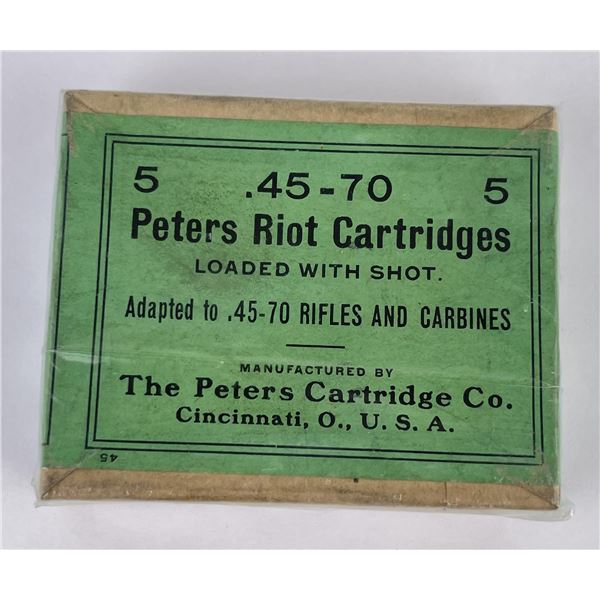 5 .45-70 5
Peters Riot Cartridges
LOADED WITH SHOT.
Adapted to .45-70 RIFLES AND CARBINES
MANUFACTURED BY
The Peters Cartridge Co.
Cincinnati, O., U. S. A.
45